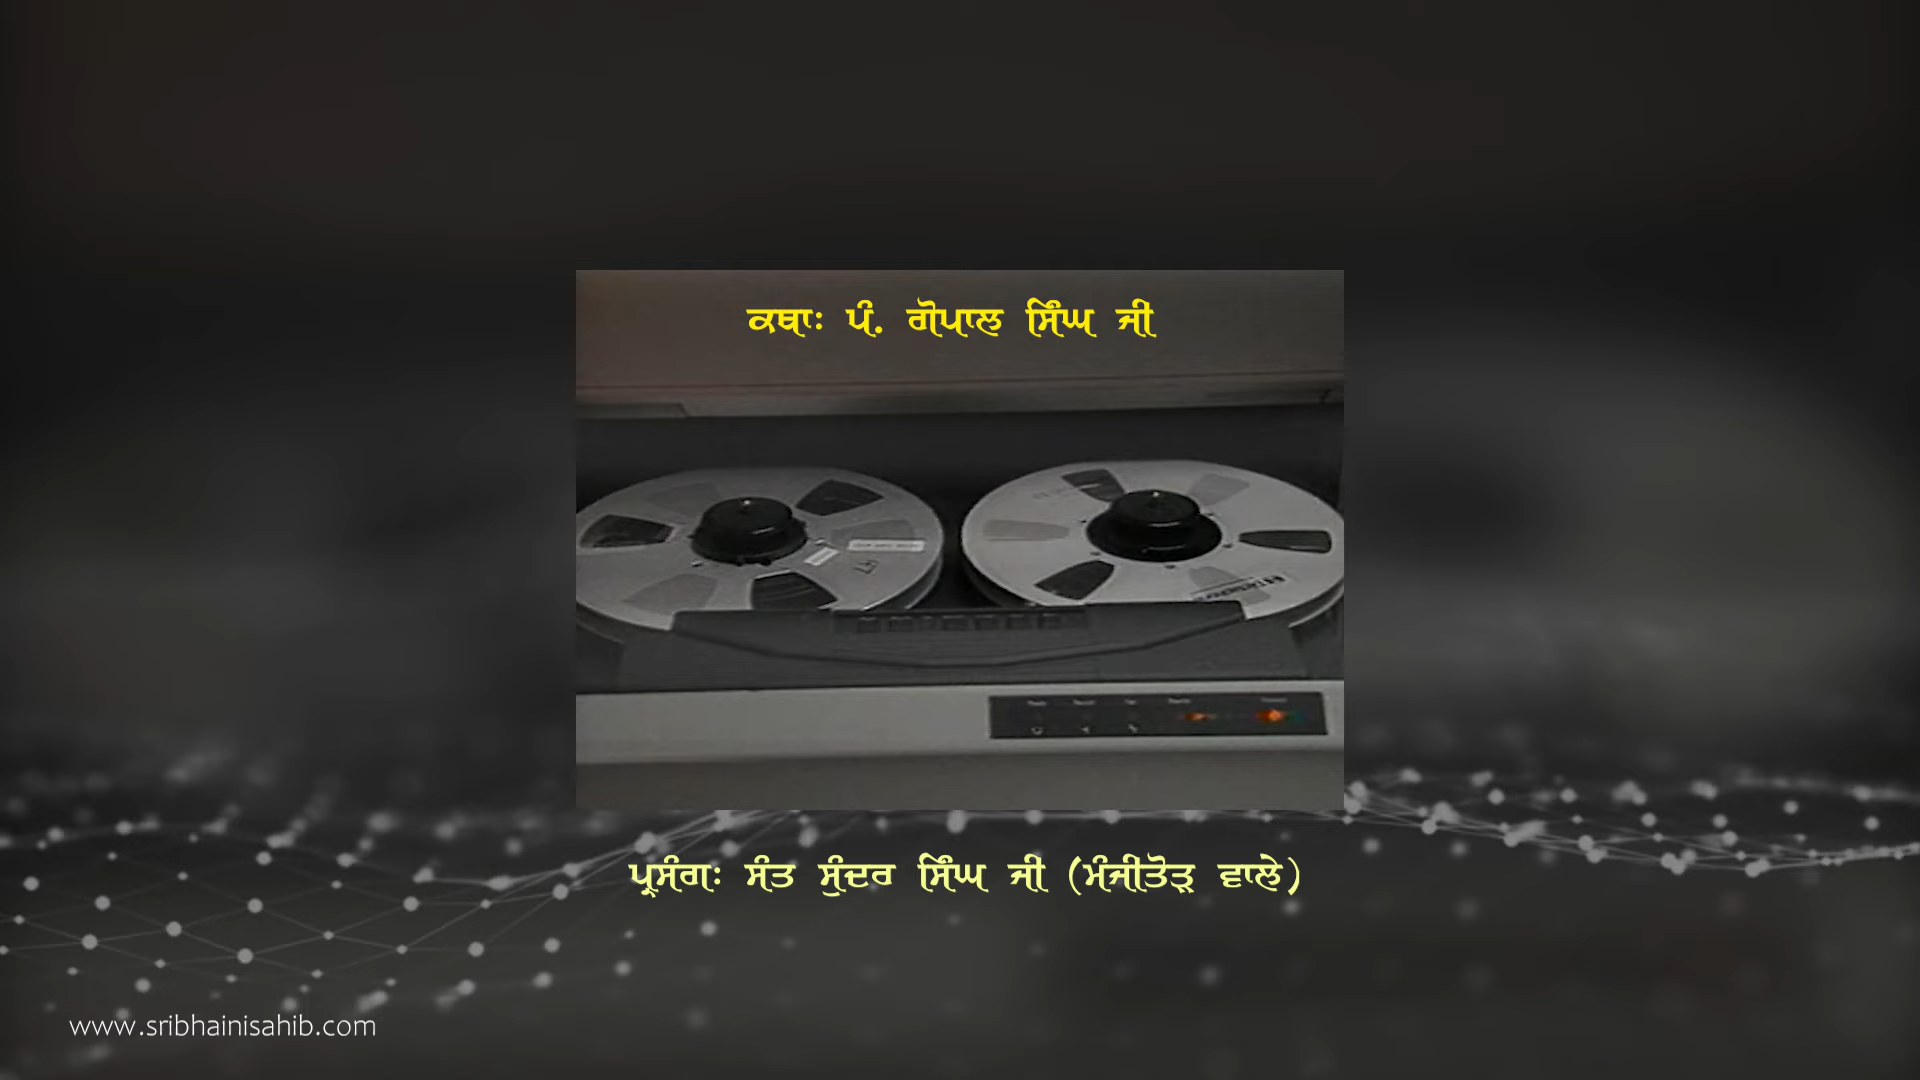 ਕਥਾਃ ਪੰ. ਗੋਪਾਲ ਸਿੰਘ ਜੀ
ਪ੍ਰਸੰਗਃ ਸੰਤ ਸੁੰਦਰ ਸਿੰਘ ਜੀ (ਮੰਜੀਤੋੜ ਵਾਲੇ)
www.sribhainisahib.com